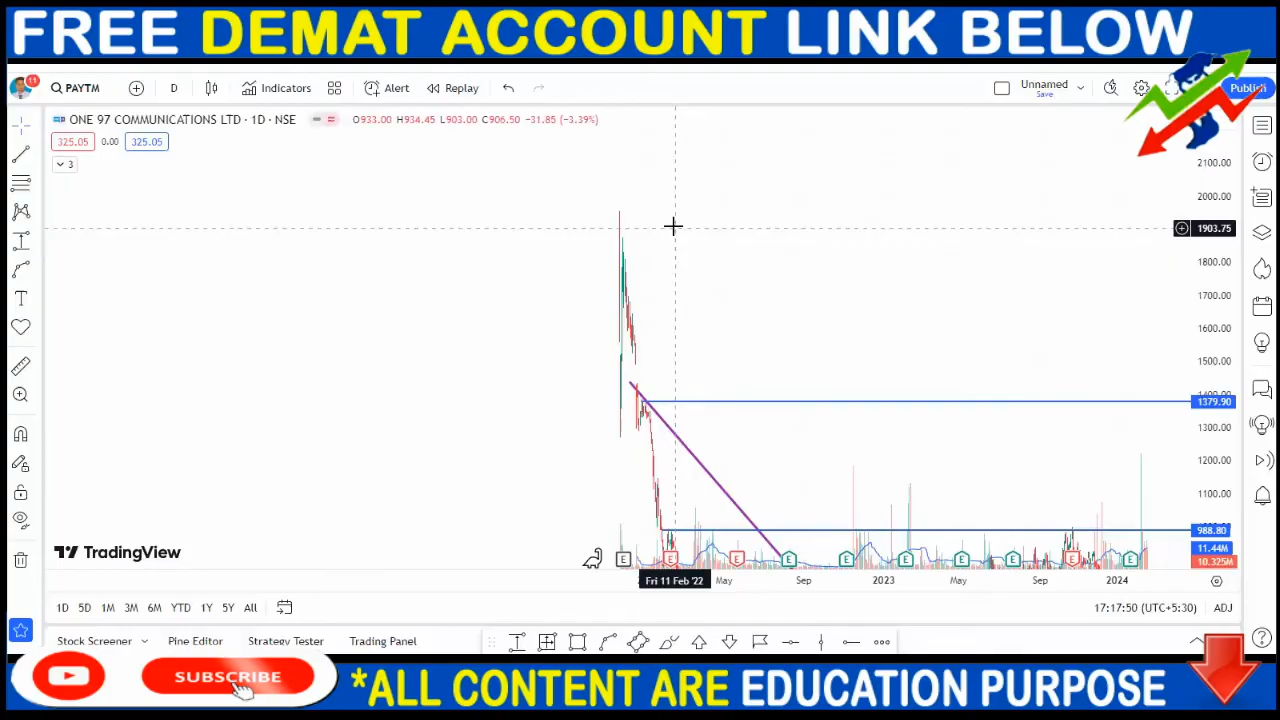 FREE DEMAT ACCOUNT LINK BELOW
11 PAYTM D Indicators Alert Replay Unnamed Save Publish
ONE 97 COMMUNICATIONS LTD · 1D · NSE O933.00 H934.45 L903.00 C906.50 −31.85 (−3.39%)
325.05 0.00 325.05
3
2100.00
2000.00
1903.75
1800.00
1700.00
1600.00
1500.00
1379.90
1300.00
1200.00
1100.00
988.80
11.44M
10.325M
E E E E E E E E E E
TradingView
Fri 11 Feb '22 May Sep 2023 May Sep 2024
1D 5D 1M 3M 6M YTD 1Y 5Y All 17:17:50 (UTC+5:30) ADJ
Stock Screener Pine Editor Strategy Tester Trading Panel
SUBSCRIBE
*ALL CONTENT ARE EDUCATION PURPOSE